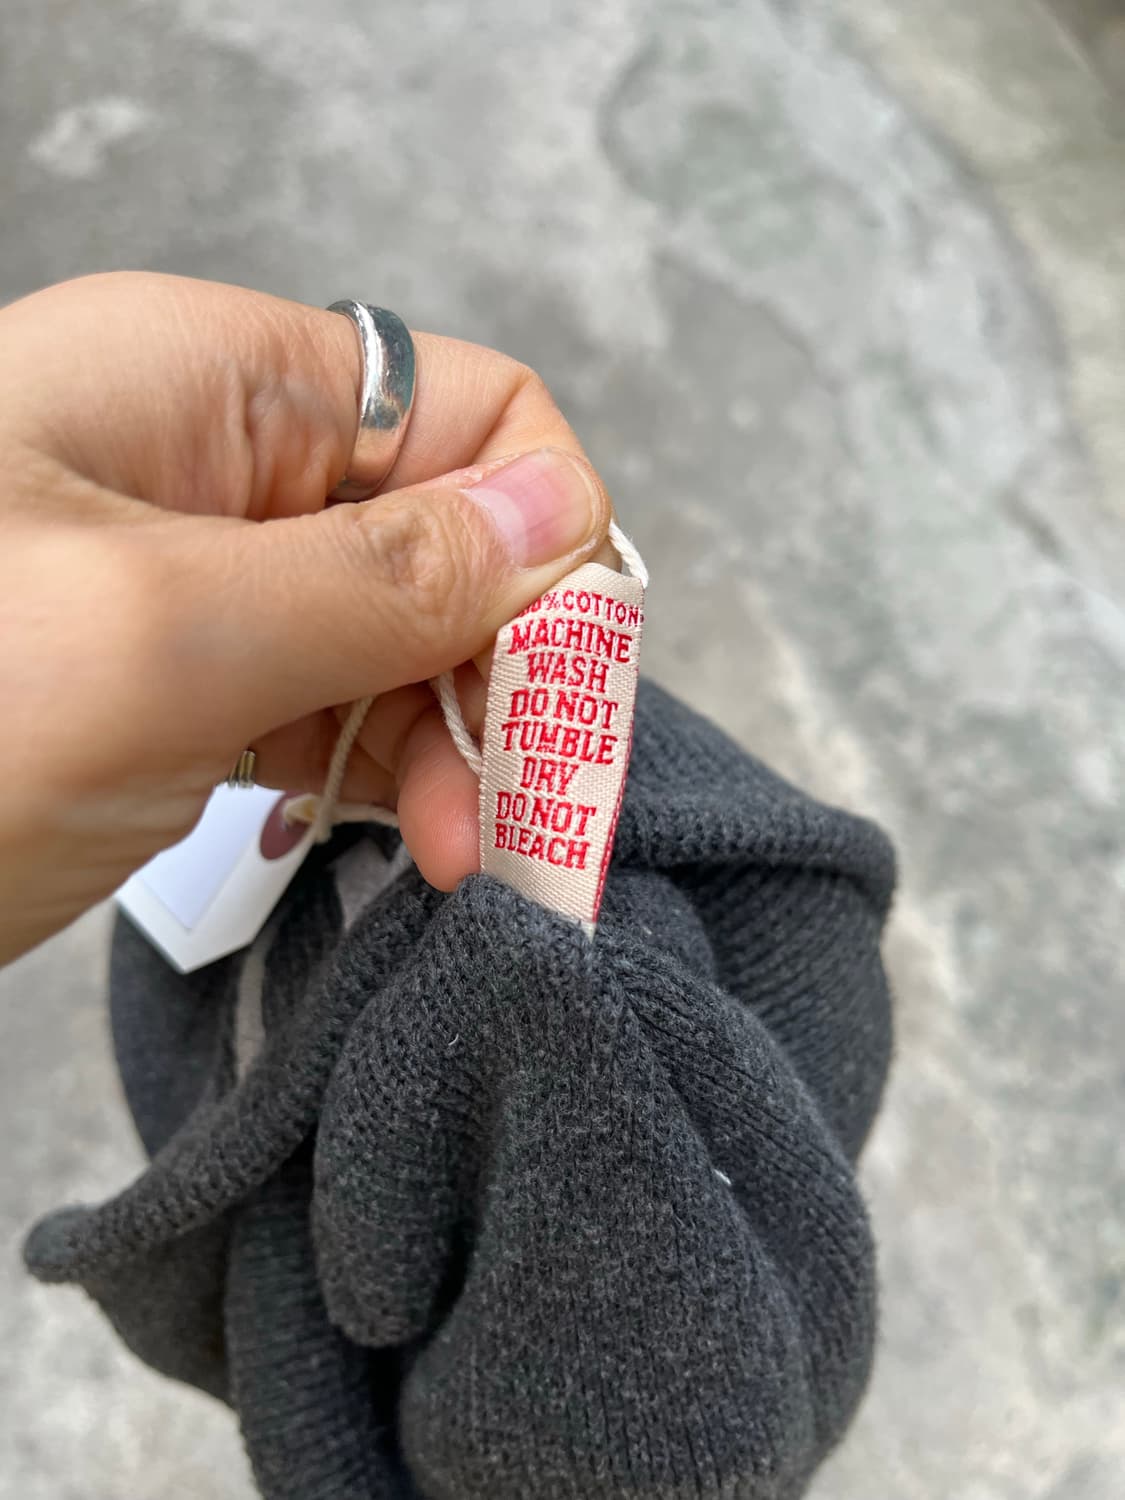 COTTON
MACHINE
WASH
DO NOT
TUMBLE
DRY
DO NOT
BLEACH